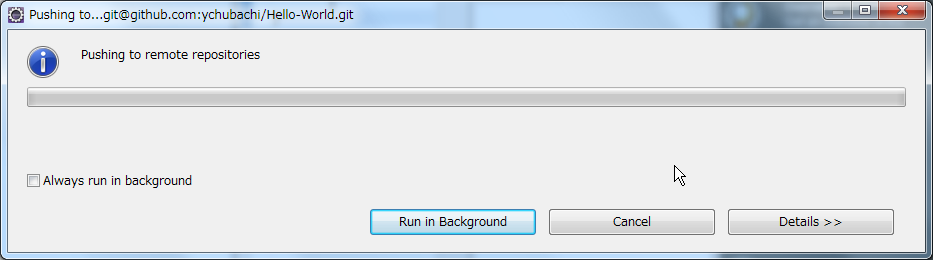 Pushing to...git@github.com:ychubachi/Hello-World.git
Pushing to remote repositories
Always run in background
Run in Background
Cancel
Details >>